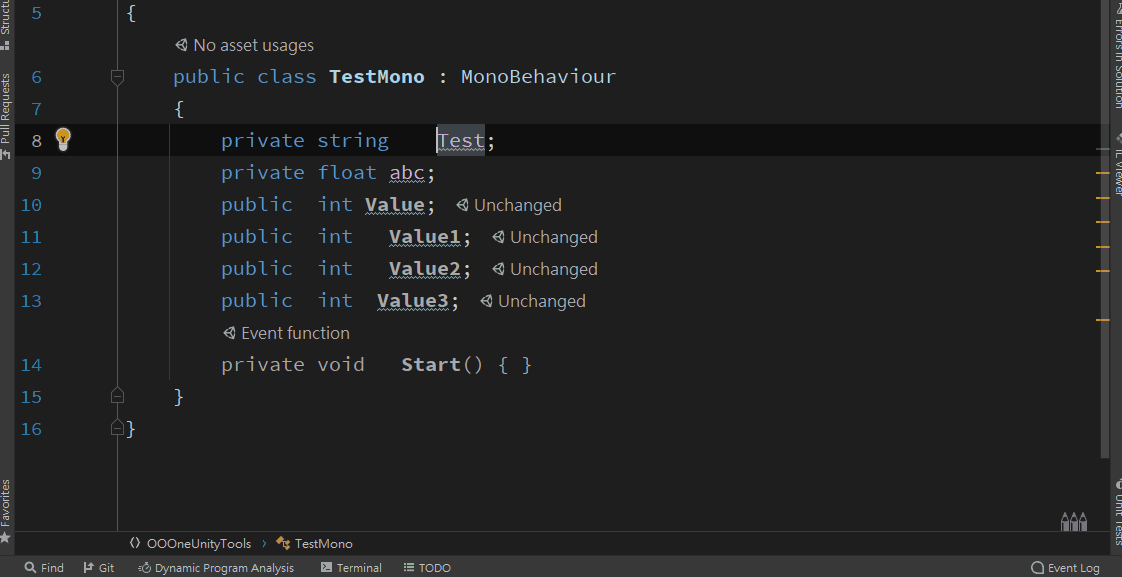 Structu
Pull Requests
Favorites
5 {
No asset usages
6 public class TestMono : MonoBehaviour
7 {
8 private string    Test;
9 private float abc;
10 public  int Value; Unchanged
11 public  int   Value1; Unchanged
12 public  int   Value2; Unchanged
13 public  int  Value3; Unchanged
Event function
14 private void   Start() { }
15 }
16 }
Errors In Solution
IL Viewer
Unit Tests
OOOneUnityTools › TestMono
Find Git Dynamic Program Analysis Terminal TODO Event Log